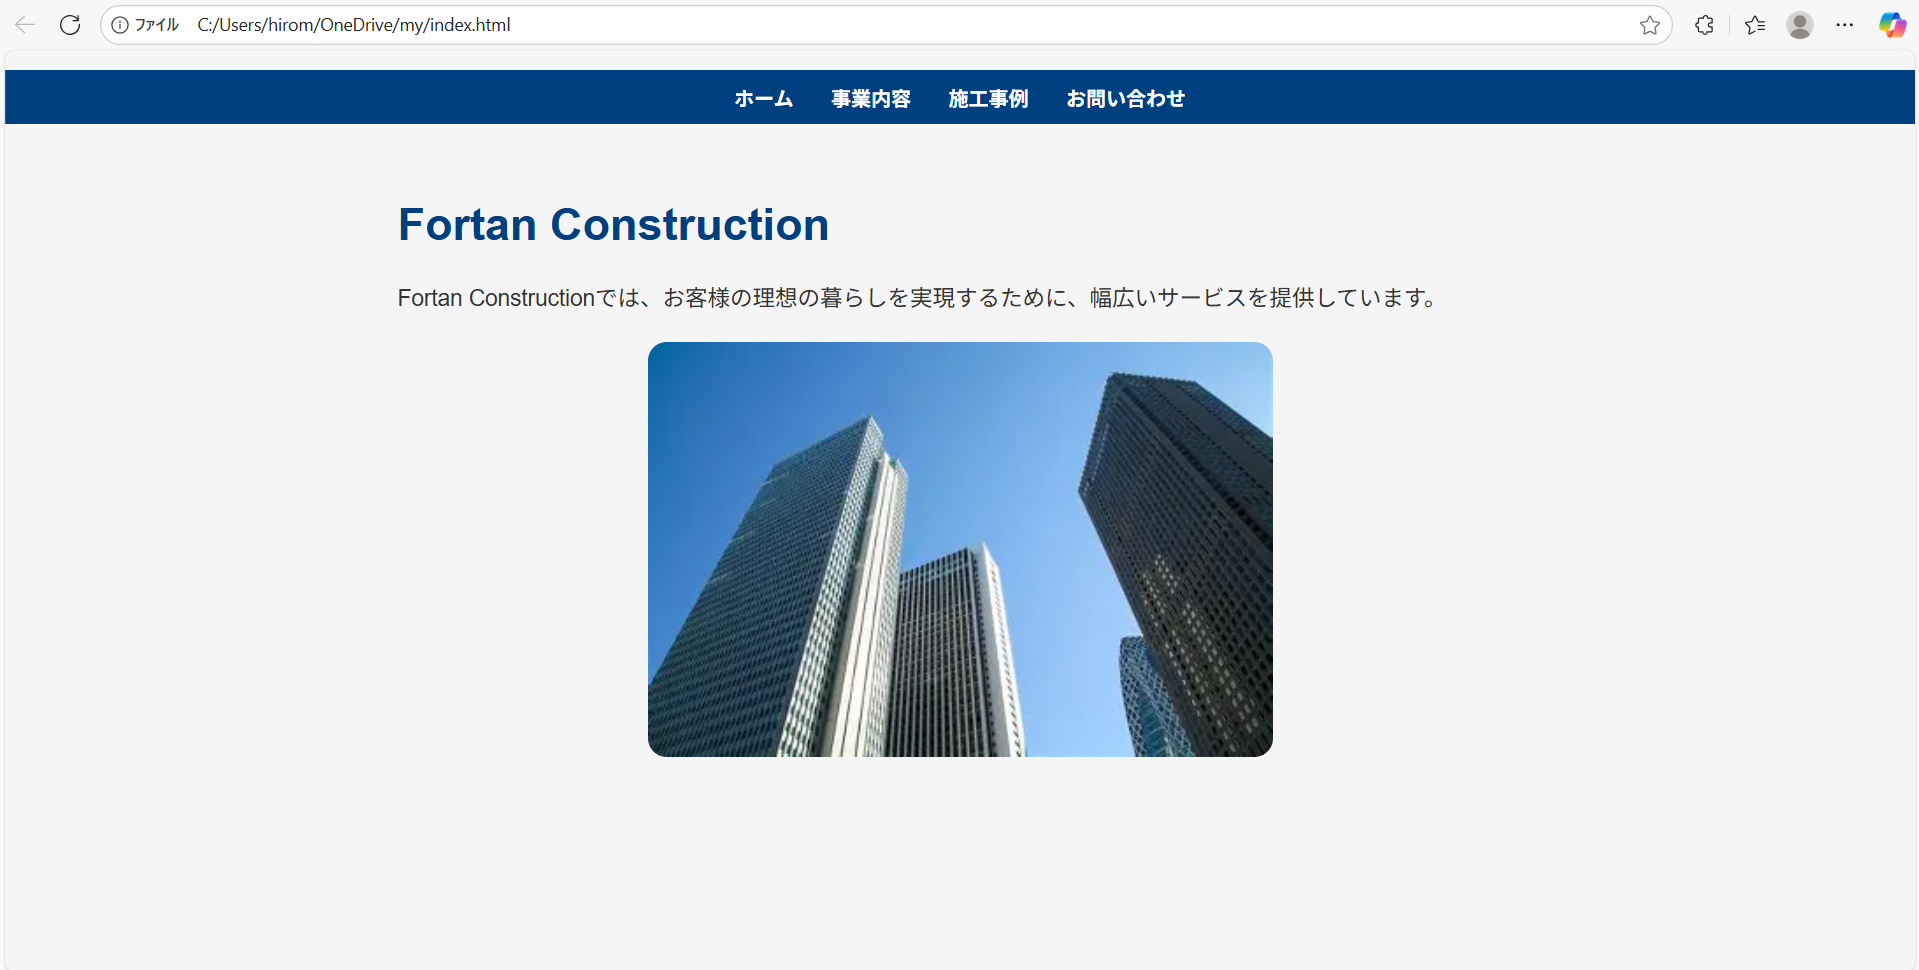 ファイル C:/Users/hirom/OneDrive/my/index.html
ホーム 事業内容 施工事例 お問い合わせ
Fortan Construction
Fortan Constructionでは、お客様の理想の暮らしを実現するために、幅広いサービスを提供しています。